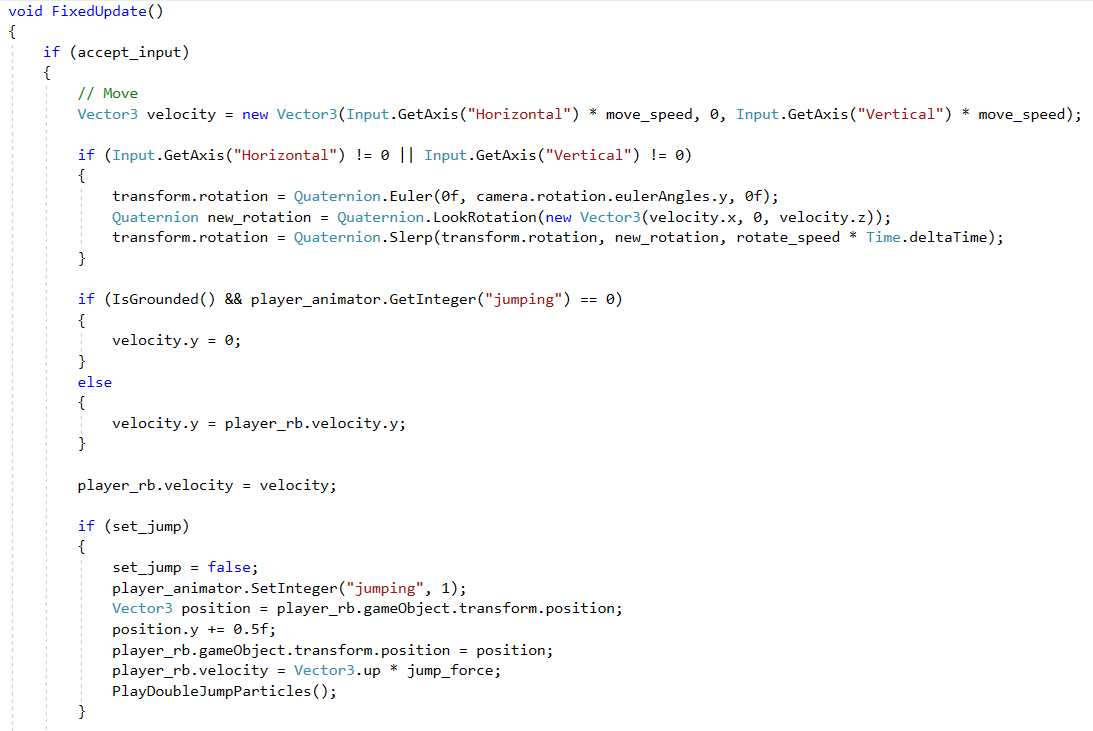 void FixedUpdate()
{
    if (accept_input)
    {
        // Move
        Vector3 velocity = new Vector3(Input.GetAxis("Horizontal") * move_speed, 0, Input.GetAxis("Vertical") * move_speed);

        if (Input.GetAxis("Horizontal") != 0 || Input.GetAxis("Vertical") != 0)
        {
            transform.rotation = Quaternion.Euler(0f, camera.rotation.eulerAngles.y, 0f);
            Quaternion new_rotation = Quaternion.LookRotation(new Vector3(velocity.x, 0, velocity.z));
            transform.rotation = Quaternion.Slerp(transform.rotation, new_rotation, rotate_speed * Time.deltaTime);
        }

        if (IsGrounded() && player_animator.GetInteger("jumping") == 0)
        {
            velocity.y = 0;
        }
        else
        {
            velocity.y = player_rb.velocity.y;
        }

        player_rb.velocity = velocity;

        if (set_jump)
        {
            set_jump = false;
            player_animator.SetInteger("jumping", 1);
            Vector3 position = player_rb.gameObject.transform.position;
            position.y += 0.5f;
            player_rb.gameObject.transform.position = position;
            player_rb.velocity = Vector3.up * jump_force;
            PlayDoubleJumpParticles();
        }